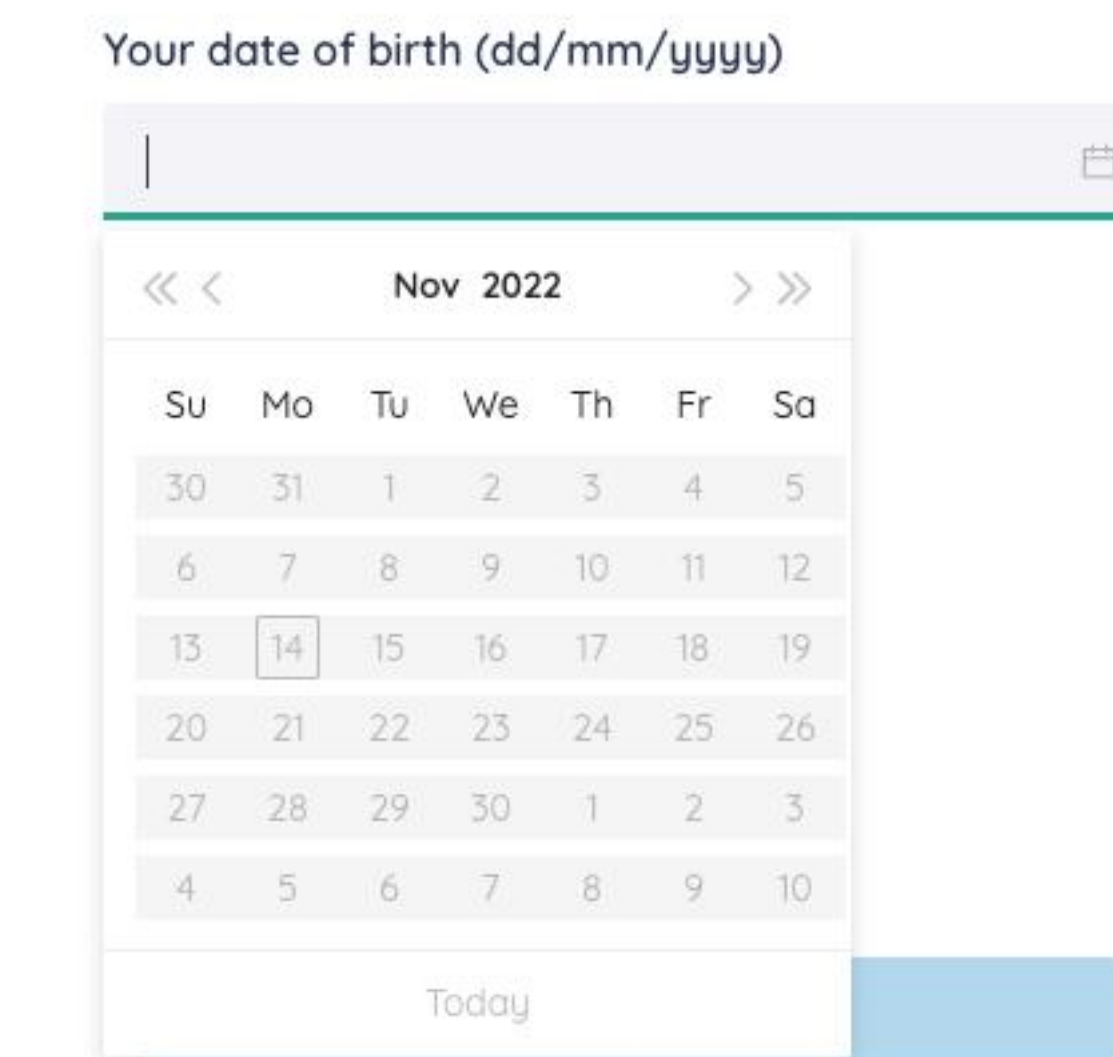 Your date of birth (dd/mm/yyyy)
Nov 2022
Su Mo Tu We Th Fr Sa
30 31 1 2 3 4 5
6 7 8 9 10 11 12
13 14 15 16 17 18 19
20 21 22 23 24 25 26
27 28 29 30 1 2 3
4 5 6 7 8 9 10
Today